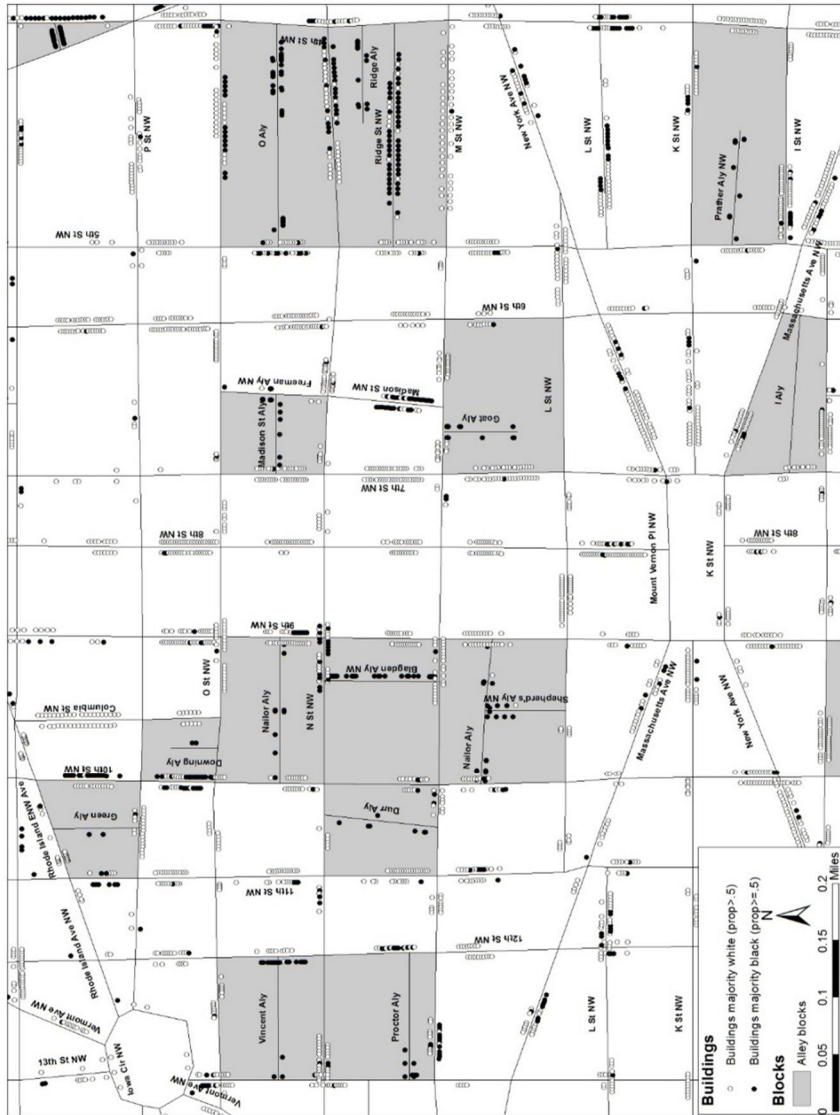 Vermont Ave NW
13th St NW
Iowa Cir NW
Vermont Ave NW
Rhode Island Ave NW
Rhode Island ENW Ave
Columbia St NW
10th St NW
Green Aly
Downing Aly
O St NW
9th St NW
8th St NW
7th St NW
6th St NW
5th St NW
P St NW
4th St NW
O Aly
Ridge Aly
Ridge St NW
M St NW
Madison St Aly
Freeman Aly NW
Madison St NW
Goat Aly
Nailor Aly
N St NW
Blagden Aly NW
Nailor Aly
Shepherd's Aly NW
Durr Aly
11th St NW
12th St NW
Vincent Aly
Proctor Aly
L St NW
K St NW
Massachusetts Ave NW
New York Ave NW
Mount Vernon Pl NW
K St NW
8th St NW
L St NW
New York Ave NW
L St NW
K St NW
Prather Aly NW
I St NW
Massachusetts Ave NW
I Aly
Buildings
Buildings majority white (prop>.5)
Buildings majority black (prop>=.5)
Blocks
Alley blocks
N
0 0.05 0.1 0.15 0.2
Miles